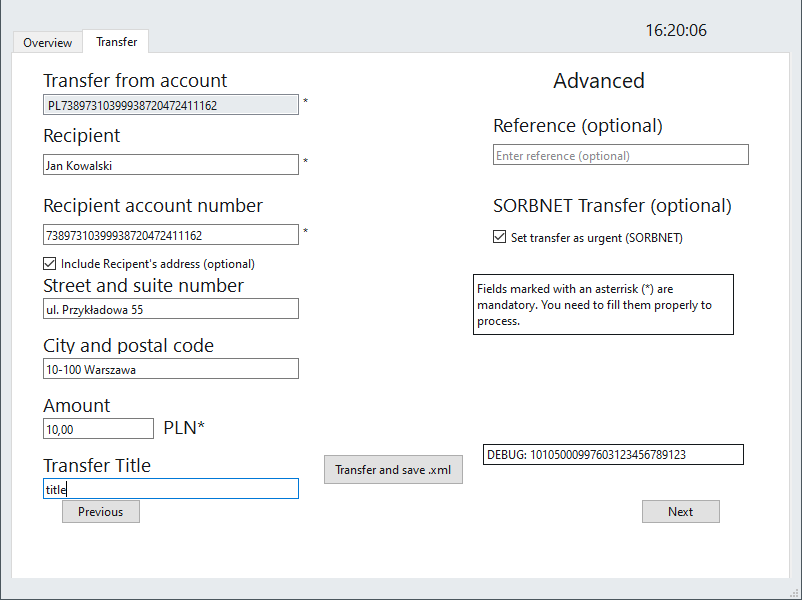 16:20:06
Overview
Transfer
Transfer from account
PL73897310399938720472411162
*
Recipient
Jan Kowalski
*
Recipient account number
73897310399938720472411162
*
Include Recipent's address (optional)
Street and suite number
ul. Przykładowa 55
City and postal code
10-100 Warszawa
Amount
10,00
PLN*
Transfer Title
title
Previous
Transfer and save .xml
Advanced
Reference (optional)
Enter reference (optional)
SORBNET Transfer (optional)
Set transfer as urgent (SORBNET)
Fields marked with an asterrisk (*) are
mandatory. You need to fill them properly to
process.
DEBUG: 10105000997603123456789123
Next